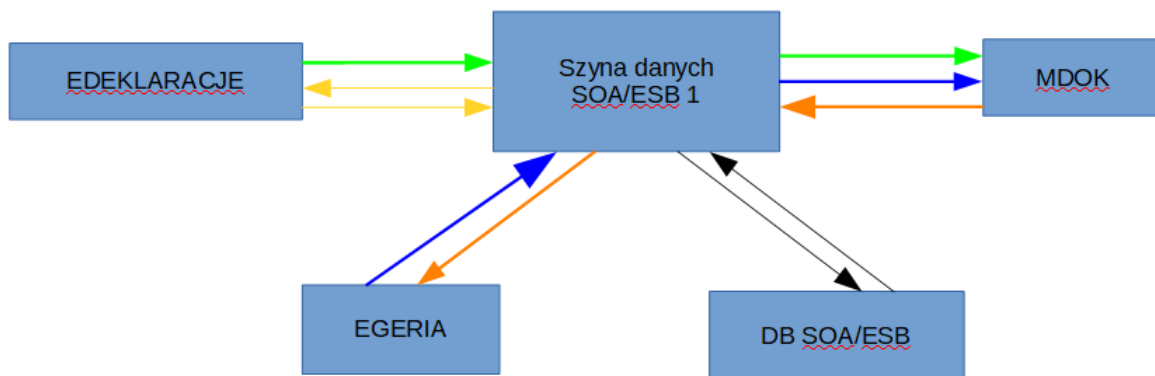 EDEKLARACJE
Szyna danych
SOA/ESB 1
MDOK
EGERIA
DB SOA/ESB